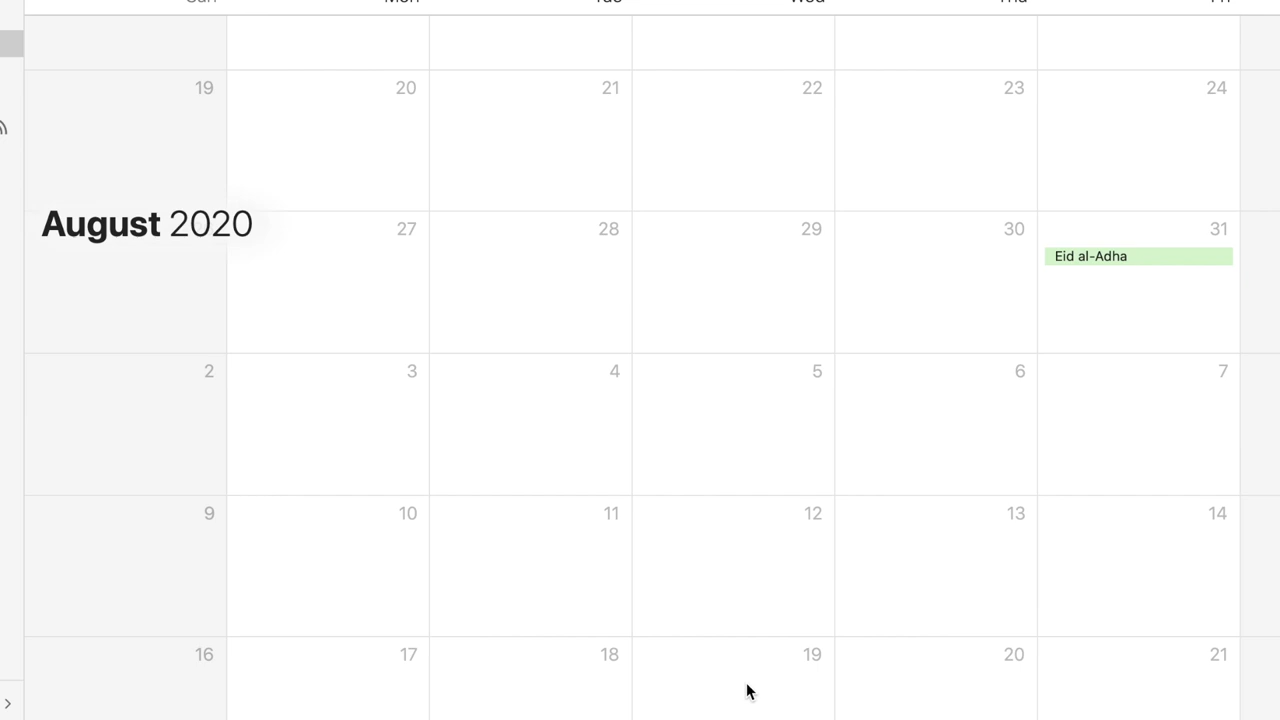 19 20 21 22 23 24
August 2020 27 28 29 30 31
Eid al-Adha
2 3 4 5 6 7
9 10 11 12 13 14
16 17 18 19 20 21